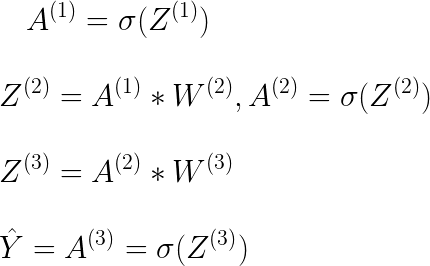 A^{(1)} = σ(Z^{(1)})
Z^{(2)} = A^{(1)} * W^{(2)}, A^{(2)} = σ(Z^{(2)})
Z^{(3)} = A^{(2)} * W^{(3)}
Ŷ = A^{(3)} = σ(Z^{(3)})